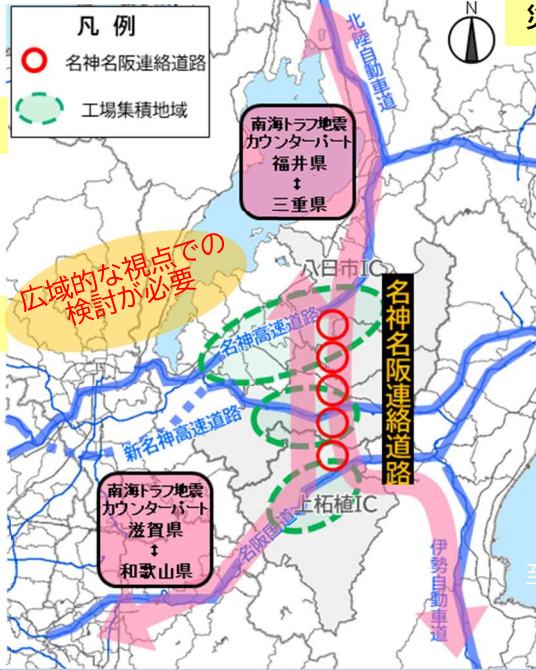 凡 例
名神名阪連絡道路
工場集積地域
N
災
北陸自動車道
南海トラフ地震
カウンターパート
福井県
↕
三重県
広域的な視点での
検討が必要
八日市IC
名神高速道路
名神名阪連絡道路
新名神高速道路
南海トラフ地震
カウンターパート
滋賀県
↕
和歌山県
上柘植IC
名阪国道
伊勢自動車道
至